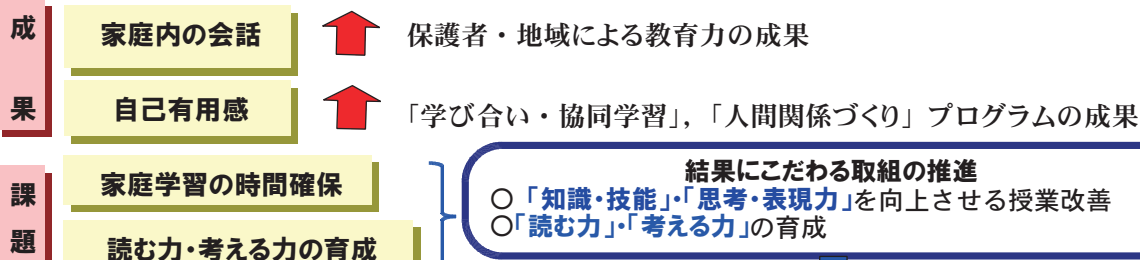 成果
家庭内の会話
保護者・地域による教育力の成果
自己有用感
「学び合い・協同学習」，「人間関係づくり」プログラムの成果
課題
家庭学習の時間確保
読む力・考える力の育成
結果にこだわる取組の推進
〇「知識・技能」・「思考・表現力」を向上させる授業改善
〇「読む力」・「考える力」の育成